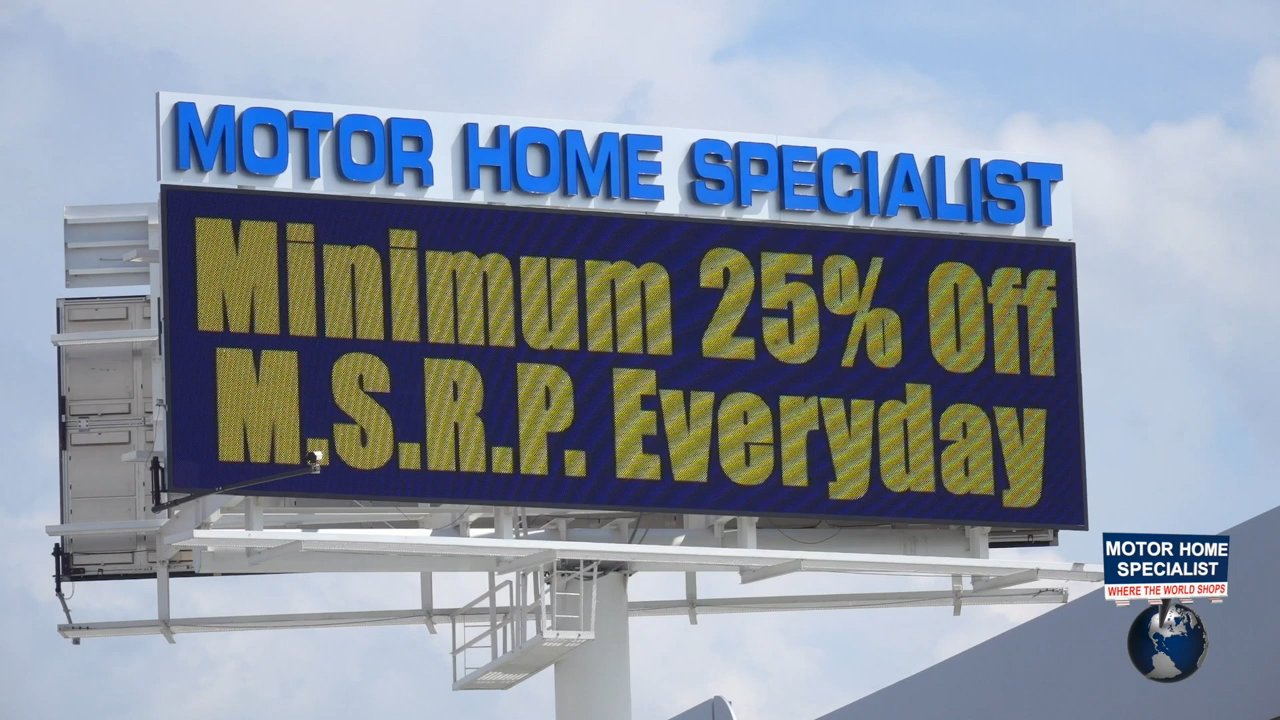 MOTOR HOME SPECIALIST
Minimum 25% Off
M.S.R.P. Everyday
MOTOR HOME
SPECIALIST
WHERE THE WORLD SHOPS